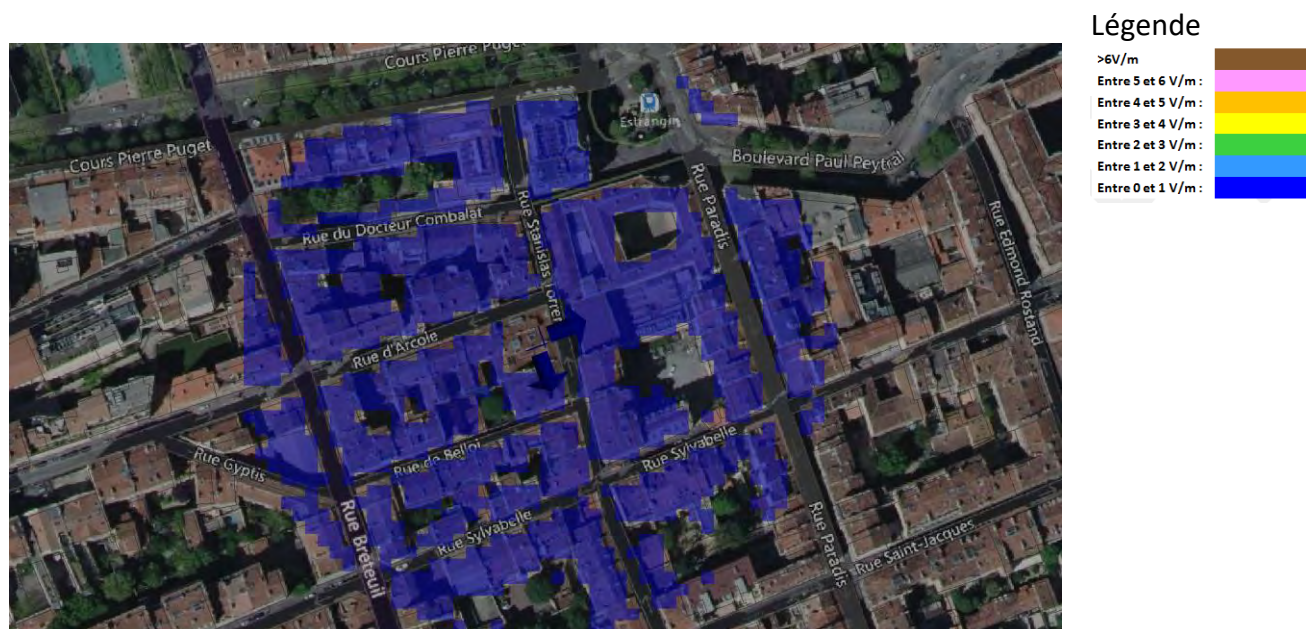 Légende
>6V/m
Entre 5 et 6 V/m :
Entre 4 et 5 V/m :
Entre 3 et 4 V/m :
Entre 2 et 3 V/m :
Entre 1 et 2 V/m :
Entre 0 et 1 V/m :
Cours Pierre Puget
Estrangin
Cours Pierre Puget
Boulevard Paul Peytral
Rue Paradis
Rue du Docteur Combalat
Rue Stanislas Torren
Rue Edmond Rostand
Rue d'Arcole
Rue de Belloi
Rue Sylvabelle
Rue Gyptis
Rue Breteuil
Rue Sylvabelle
Rue Paradis
Rue Saint-Jacques